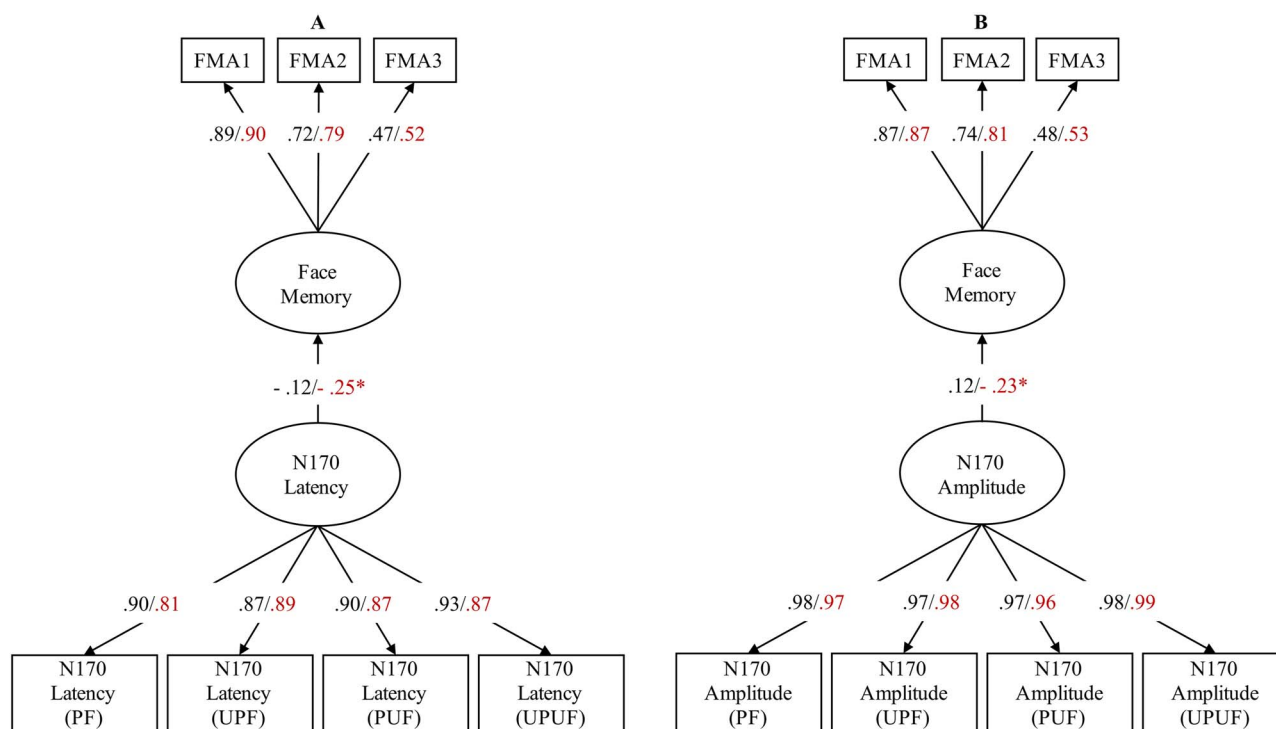 A
FMA1 FMA2 FMA3
.89/.90 .72/.79 .47/.52
Face
Memory
- .12/- .25*
N170
Latency
.90/.81 .87/.89 .90/.87 .93/.87
N170 N170 N170 N170
Latency Latency Latency Latency
(PF) (UPF) (PUF) (UPUF)
B
FMA1 FMA2 FMA3
.87/.87 .74/.81 .48/.53
Face
Memory
.12/- .23*
N170
Amplitude
.98/.97 .97/.98 .97/.96 .98/.99
N170 N170 N170 N170
Amplitude Amplitude Amplitude Amplitude
(PF) (UPF) (PUF) (UPUF)